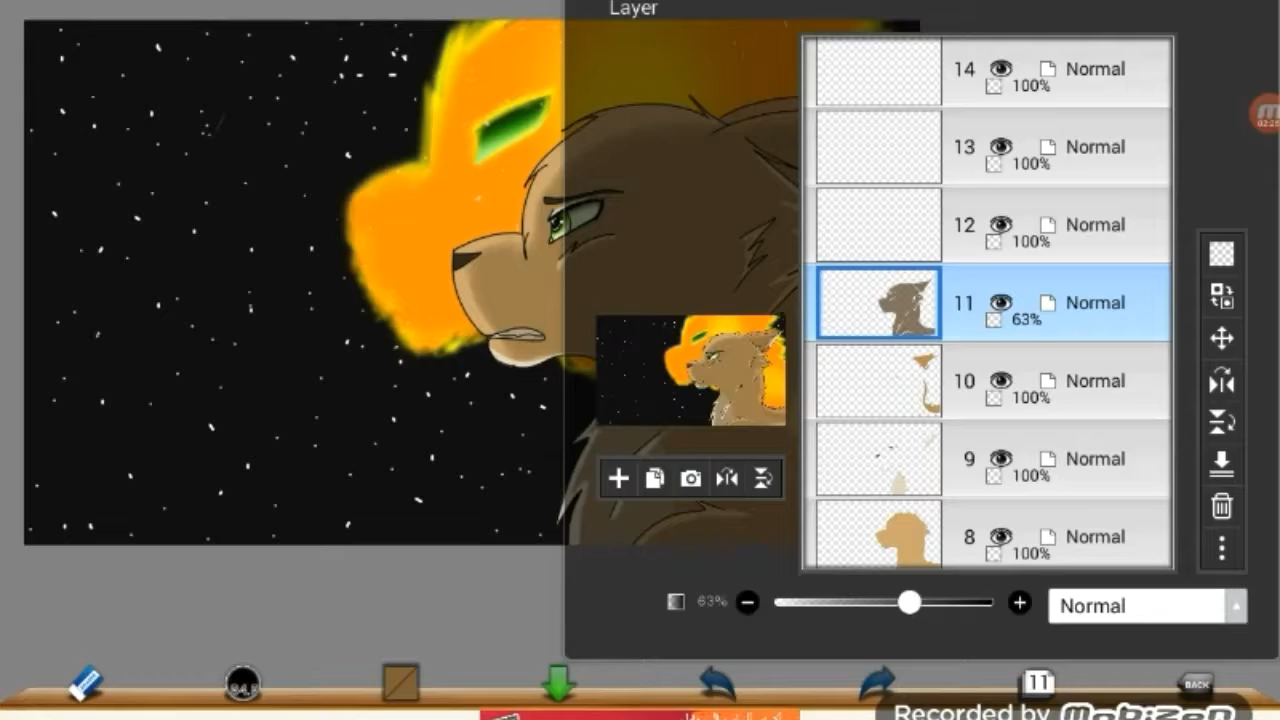 Layer
14 Normal
100%
13 Normal
100%
12 Normal
100%
11 Normal
63%
10 Normal
100%
9 Normal
100%
8 Normal
100%
63%
Normal
11
BACK
Recorded by MOBIZEN